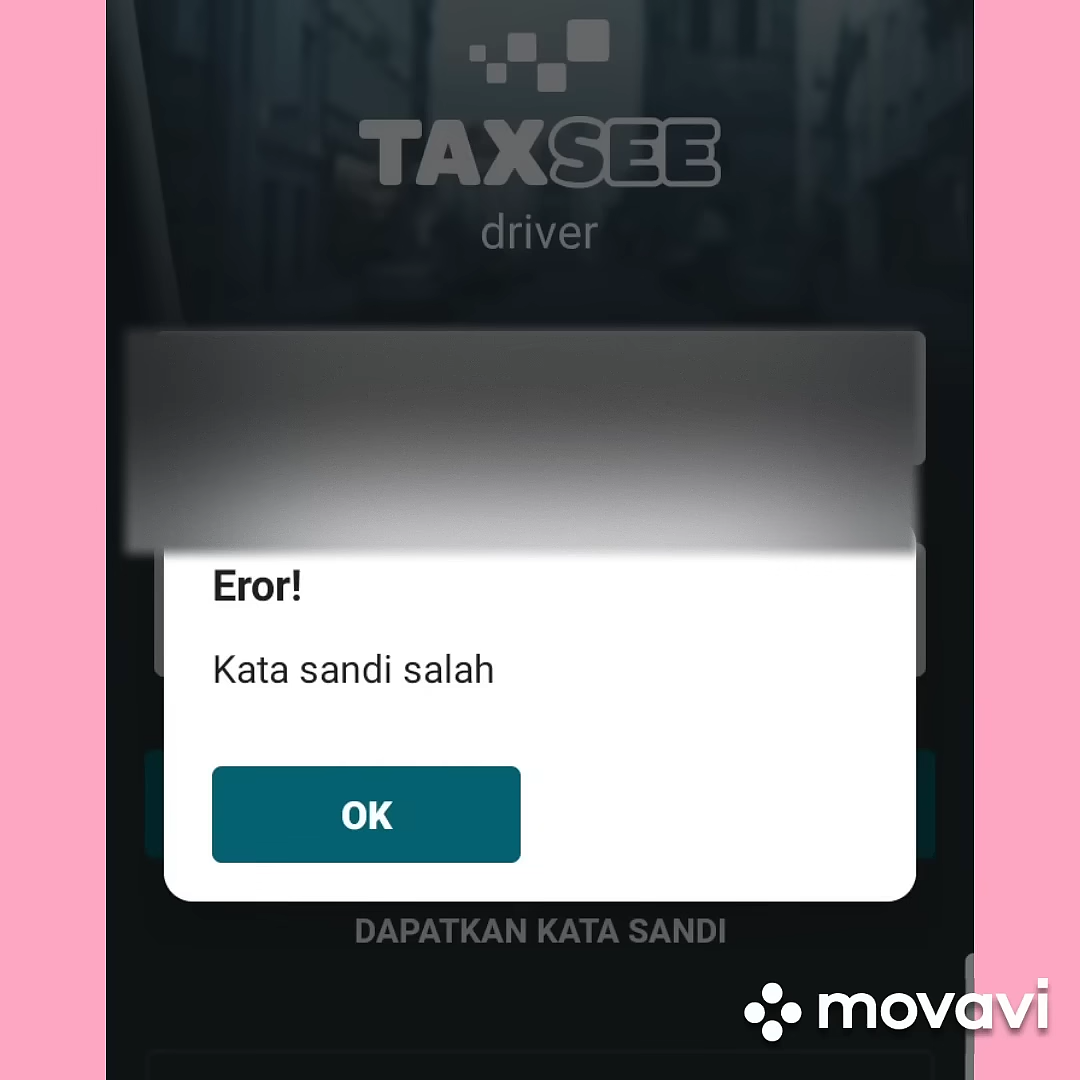 TAXSEE
driver
Eror!
Kata sandi salah
OK
DAPATKAN KATA SANDI
movavi